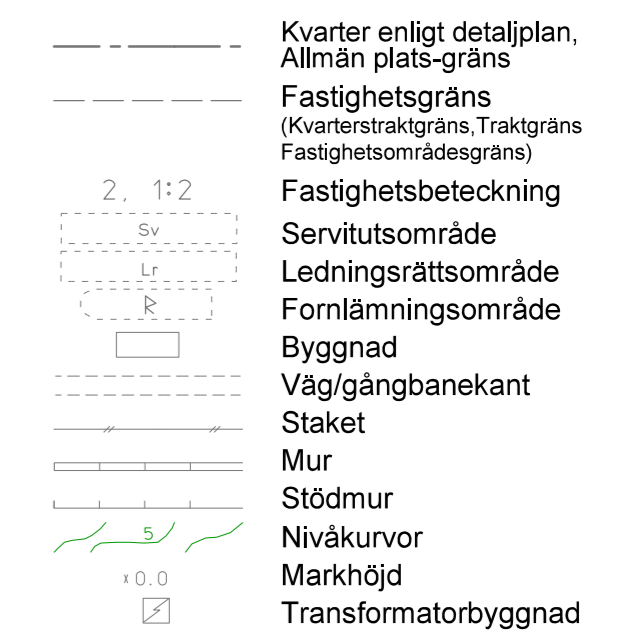 Kvarter enligt detaljplan,
Allmän plats-gräns
Fastighetsgräns
(Kvarterstraktgräns,Traktgräns
Fastighetsområdesgräns)
2, 1:2 Fastighetsbeteckning
Sv Servitutsområde
Lr Ledningsrättsområde
R Fornlämningsområde
Byggnad
Väg/gångbanekant
Staket
Mur
Stödmur
5 Nivåkurvor
x0.0 Markhöjd
Transformatorbyggnad